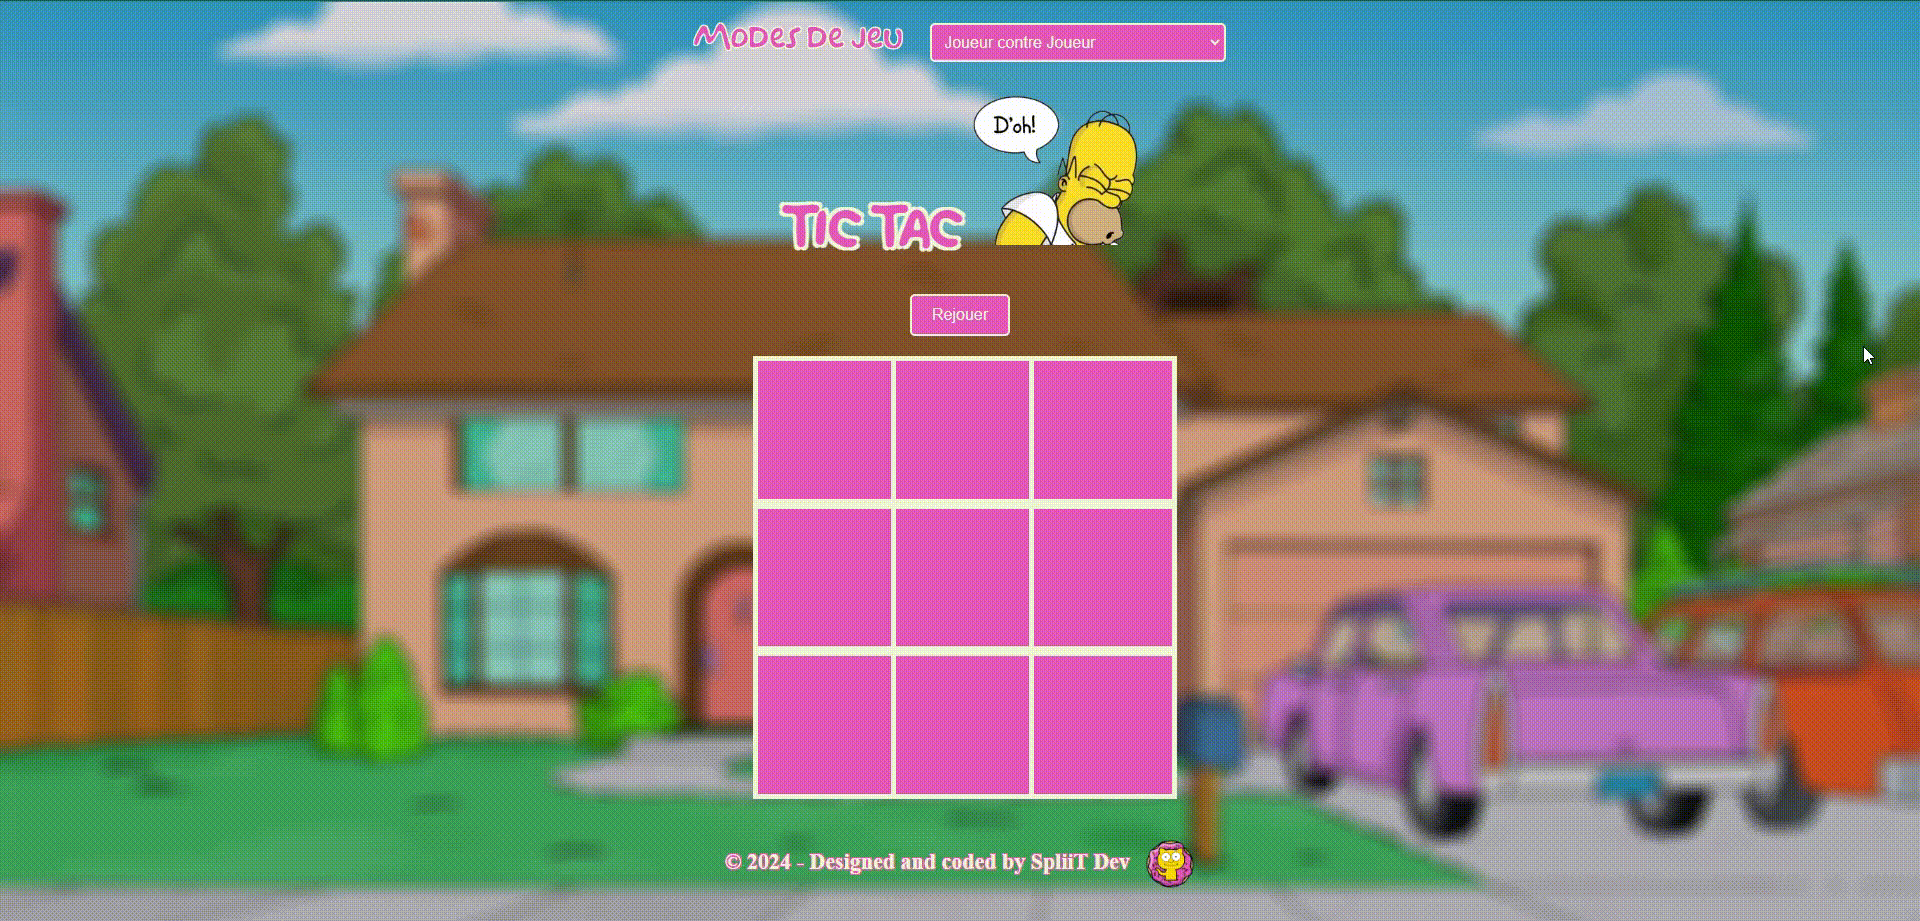 Modes de jeu
Joueur contre Joueur
D'oh!
TIC TAC
Rejouer
© 2024 - Designed and coded by SpliiT Dev